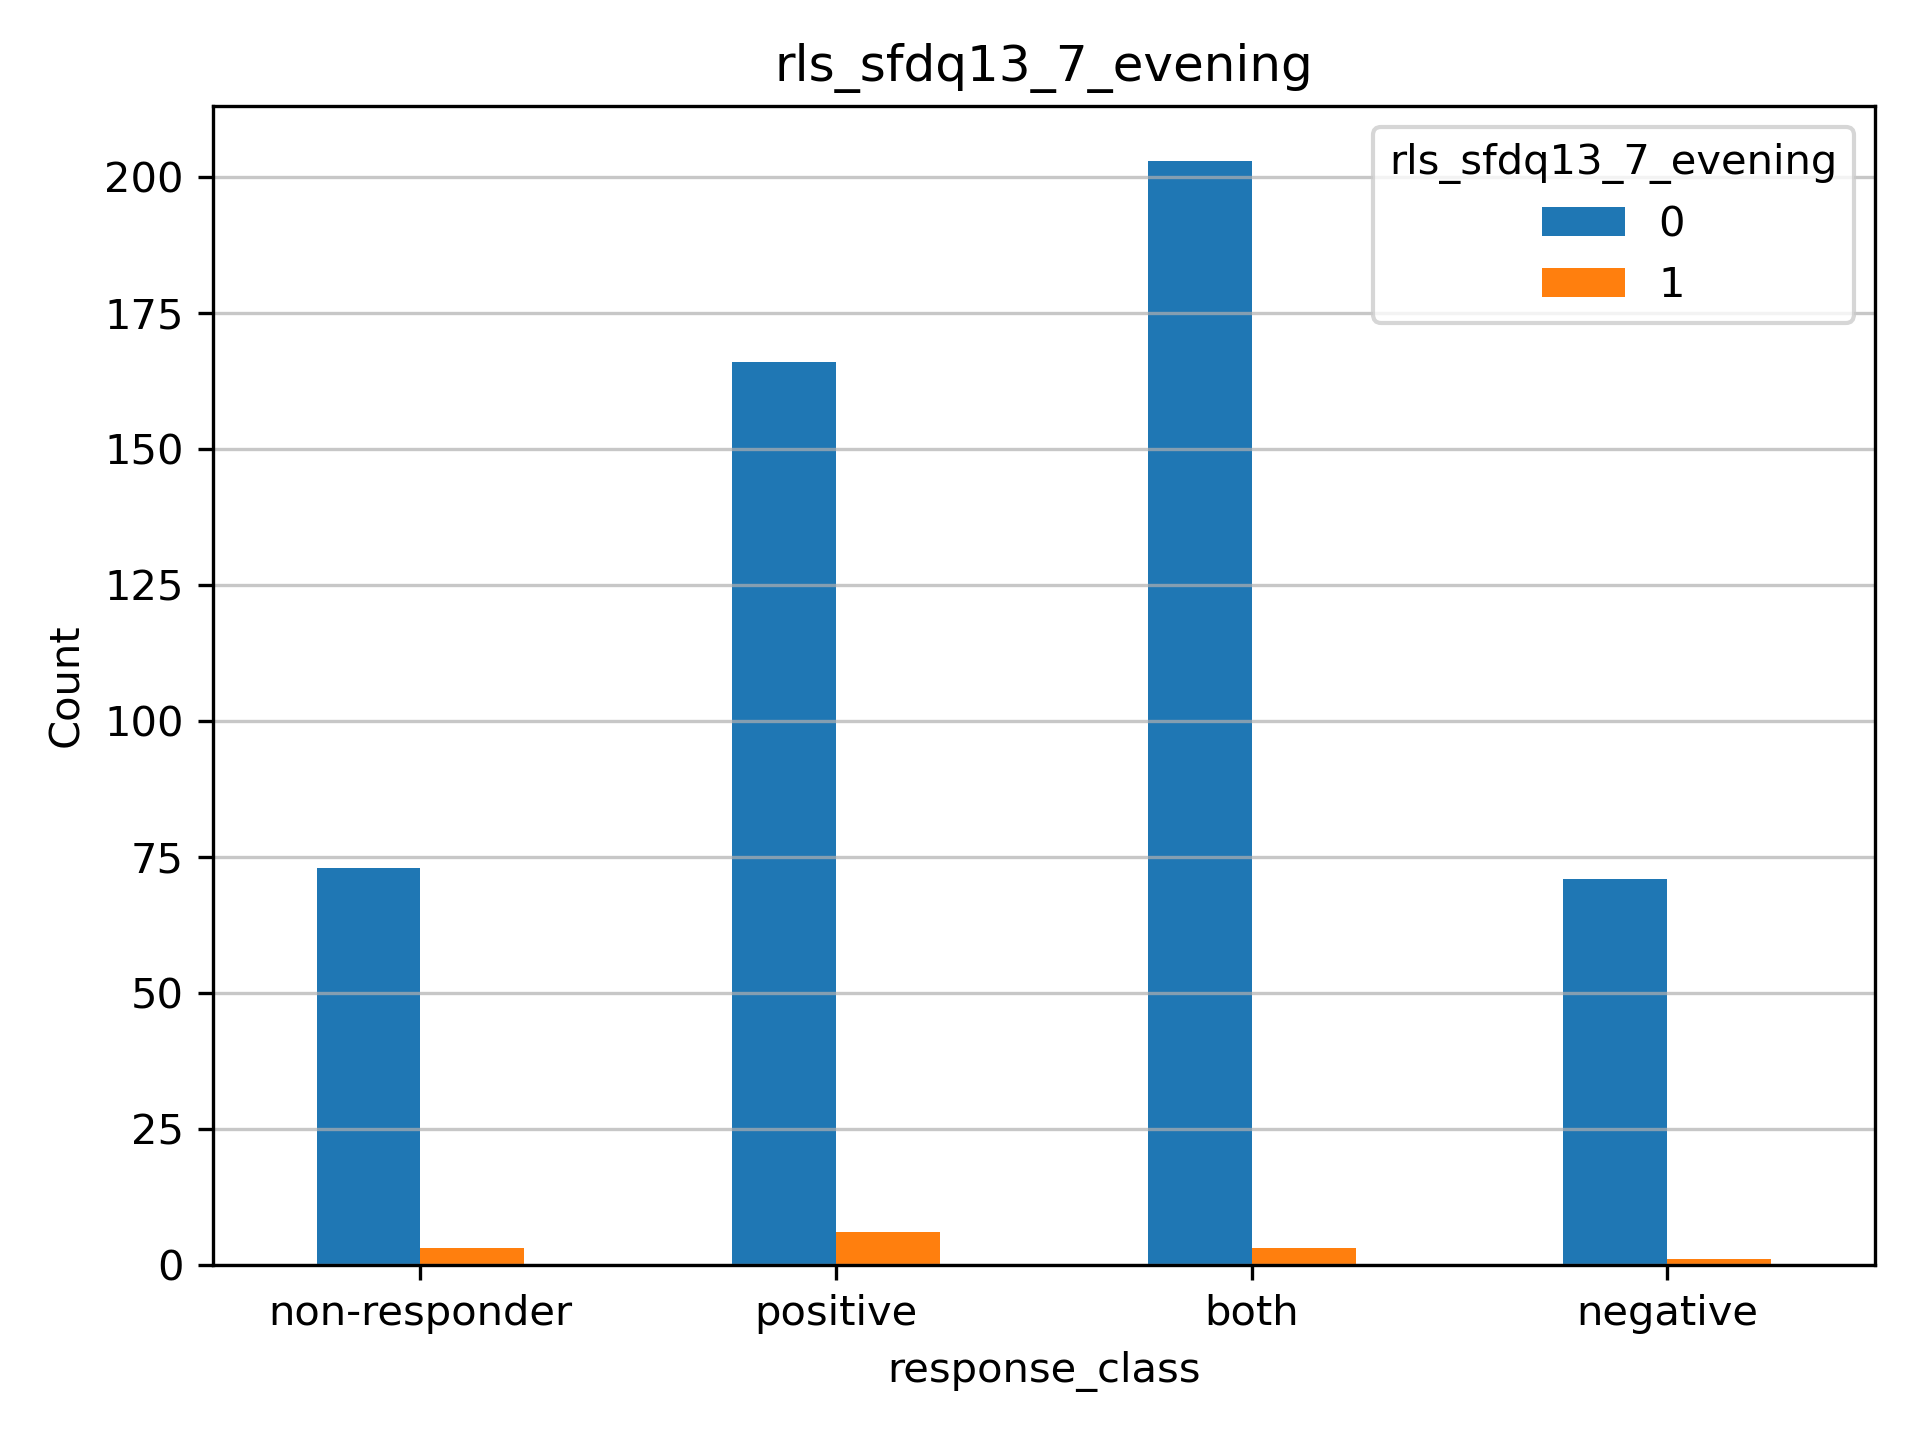 rls_sfdq13_7_evening
rls_sfdq13_7_evening
0
1
200
175
150
125
100
75
50
25
0
Count
non-responder positive both negative
response_class